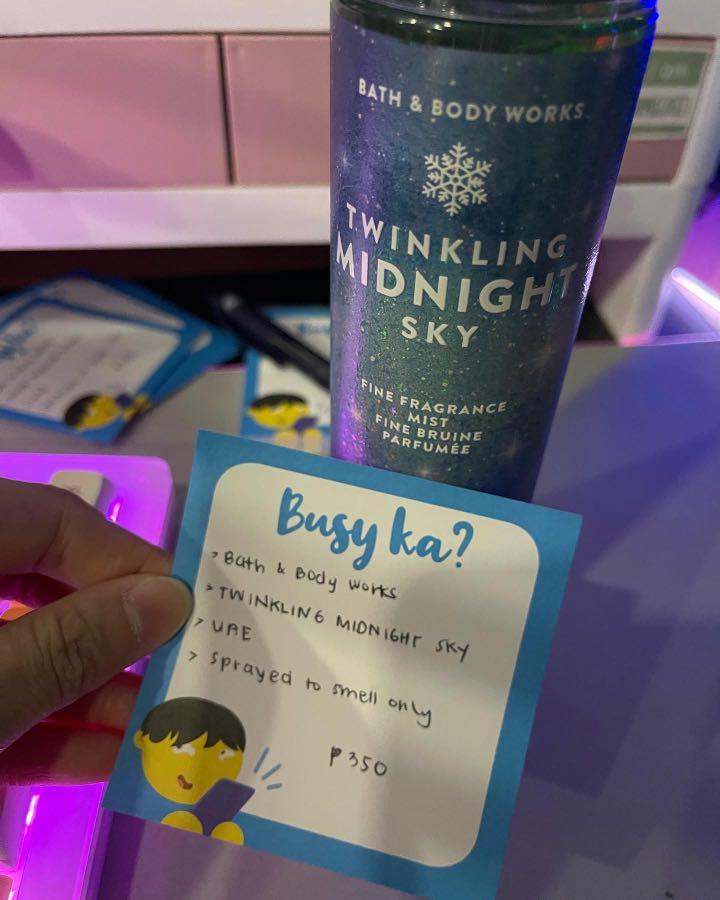 BATH & BODY WORKS
TWINKLING
MIDNIGHT
SKY
FINE FRAGRANCE
MIST
FINE BRUINE
PARFUMÉE
Busy ka?
> Bath & Body Works
> TWINKLING MIDNIGHT SKY
> UAE
> Sprayed to smell only
₱350